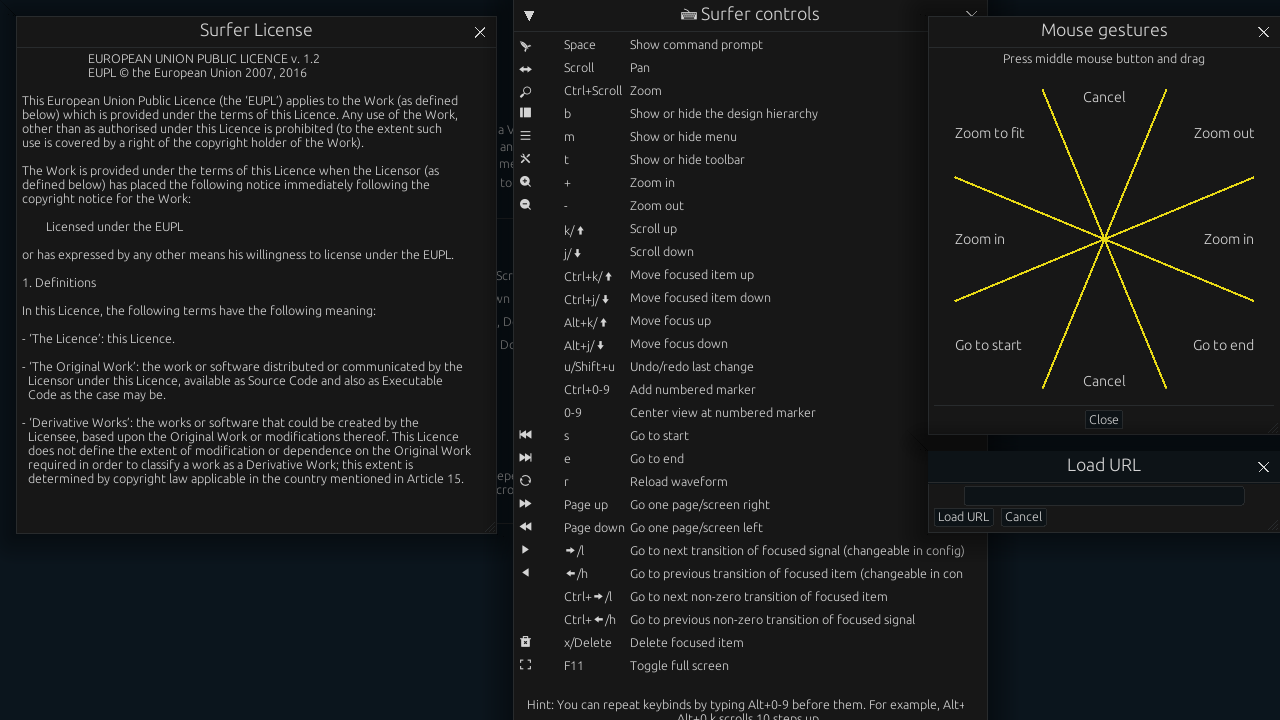 Surfer License
EUROPEAN UNION PUBLIC LICENCE v. 1.2
EUPL © the European Union 2007, 2016
This European Union Public Licence (the ‘EUPL’) applies to the Work (as defined
below) which is provided under the terms of this Licence. Any use of the Work,
other than as authorised under this Licence is prohibited (to the extent such
use is covered by a right of the copyright holder of the Work).
The Work is provided under the terms of this Licence when the Licensor (as
defined below) has placed the following notice immediately following the
copyright notice for the Work:
Licensed under the EUPL
or has expressed by any other means his willingness to license under the EUPL.
1. Definitions
In this Licence, the following terms have the following meaning:
- ‘The Licence’: this Licence.
- ‘The Original Work’: the work or software distributed or communicated by the
Licensor under this Licence, available as Source Code and also as Executable
Code as the case may be.
- ‘Derivative Works’: the works or software that could be created by the
Licensee, based upon the Original Work or modifications thereof. This Licence
does not define the extent of modification or dependence on the Original Work
required in order to classify a work as a Derivative Work; this extent is
determined by copyright law applicable in the country mentioned in Article 15.
Surfer controls
Space Show command prompt
Scroll Pan
Ctrl+Scroll Zoom
b Show or hide the design hierarchy
m Show or hide menu
t Show or hide toolbar
+ Zoom in
- Zoom out
k/⬆ Scroll up
j/⬇ Scroll down
Ctrl+k/⬆ Move focused item up
Ctrl+j/⬇ Move focused item down
Alt+k/⬆ Move focus up
Alt+j/⬇ Move focus down
u/Shift+u Undo/redo last change
Ctrl+0-9 Add numbered marker
0-9 Center view at numbered marker
s Go to start
e Go to end
r Reload waveform
Page up Go one page/screen right
Page down Go one page/screen left
➡/l Go to next transition of focused signal (changeable in config)
⬅/h Go to previous transition of focused item (changeable in con
Ctrl+➡/l Go to next non-zero transition of focused item
Ctrl+⬅/h Go to previous non-zero transition of focused signal
x/Delete Delete focused item
F11 Toggle full screen
Hint: You can repeat keybinds by typing Alt+0-9 before them. For example, Alt+
Alt+0 k scrolls 10 steps up.
Mouse gestures
Press middle mouse button and drag
Cancel
Zoom to fit Zoom out
Zoom in Zoom in
Go to start Go to end
Cancel
Close
Load URL
Load URL Cancel